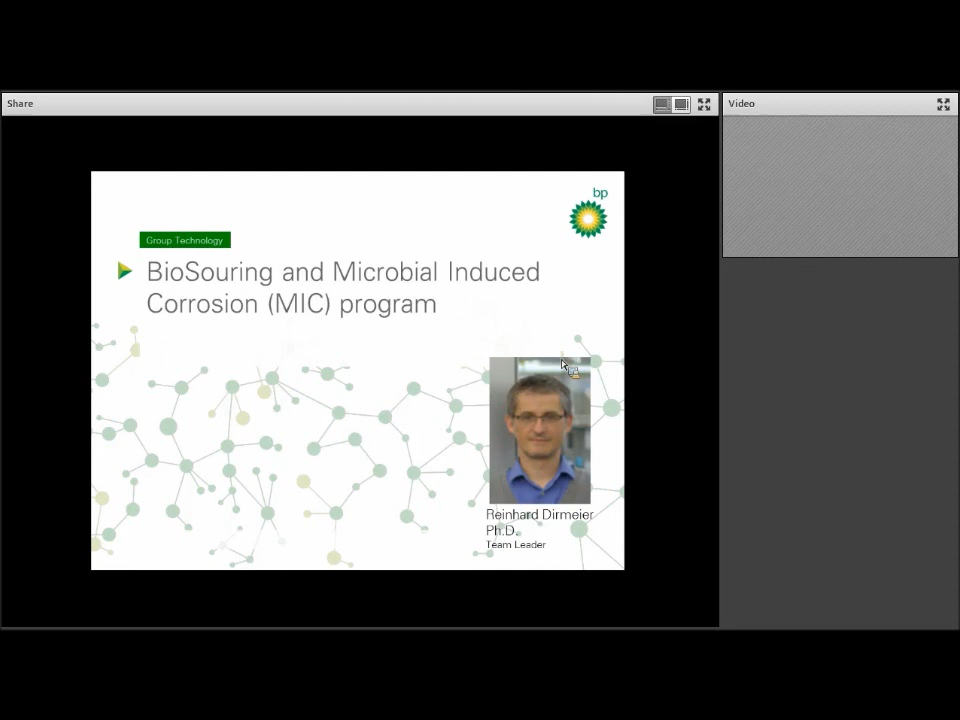 Share
Video
bp
Group Technology
BioSouring and Microbial Induced
Corrosion (MIC) program
Reinhard Dirmeier
Ph.D.
Team Leader